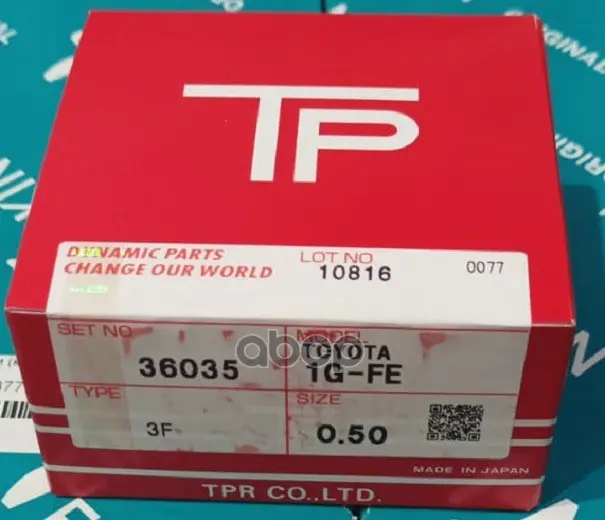 TP
DYNAMIC PARTS
CHANGE OUR WORLD
LOT NO
10816
0077
SET NO
36035
MODEL
TOYOTA
1G-FE
TYPE
3F
SIZE
0.50
MADE IN JAPAN
TPR CO.,LTD.
ORIGINAL